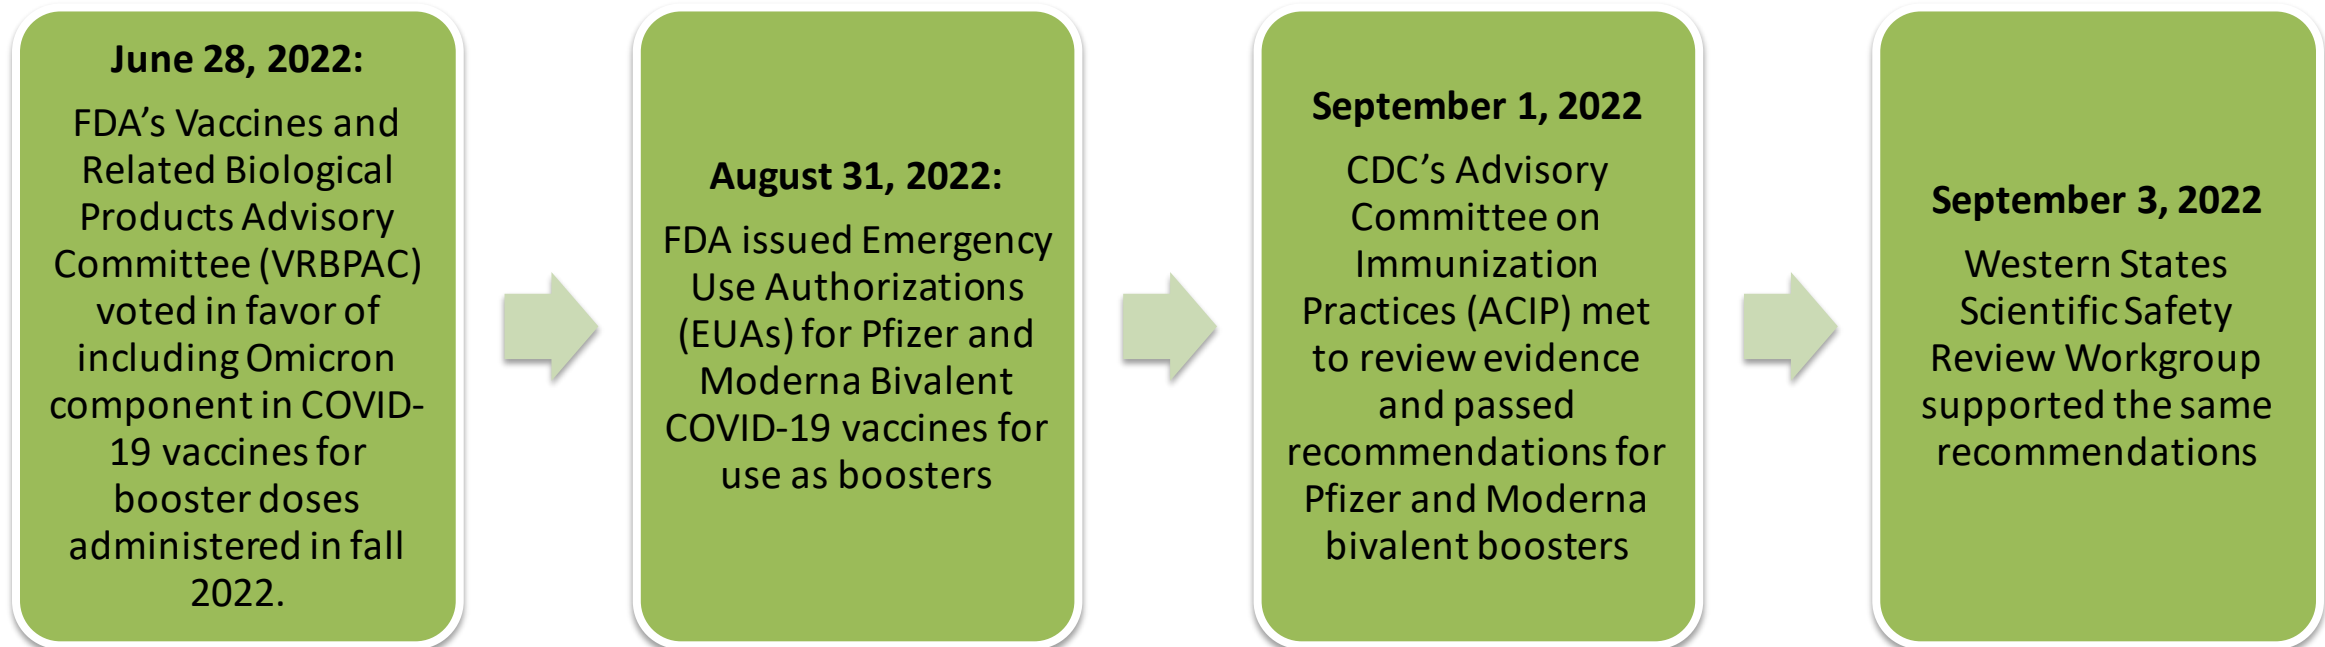 June 28, 2022:
FDA’s Vaccines and
Related Biological
Products Advisory
Committee (VRBPAC)
voted in favor of
including Omicron
component in COVID-
19 vaccines for
booster doses
administered in fall
2022.
August 31, 2022:
FDA issued Emergency
Use Authorizations
(EUAs) for Pfizer and
Moderna Bivalent
COVID-19 vaccines for
use as boosters
September 1, 2022
CDC’s Advisory
Committee on
Immunization
Practices (ACIP) met
to review evidence
and passed
recommendations for
Pfizer and Moderna
bivalent boosters
September 3, 2022
Western States
Scientific Safety
Review Workgroup
supported the same
recommendations